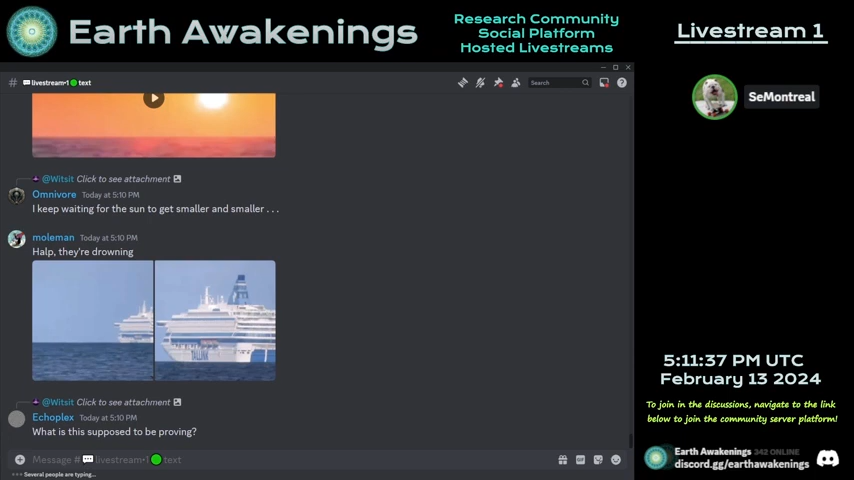 Earth Awakenings
Research Community
Social Platform
Hosted Livestreams
Livestream 1
# livestream-1 text
Search
SeMontreal
@Witsit Click to see attachment
Omnivore Today at 5:10 PM
I keep waiting for the sun to get smaller and smaller . . .
moleman Today at 5:10 PM
Halp, they're drowning
TALLINK
@Witsit Click to see attachment
Echoplex Today at 5:10 PM
What is this supposed to be proving?
Message # livestream-1 text
Several people are typing...
5:11:37 PM UTC
February 13 2024
To join in the discussions, navigate to the link
below to join the community server platform!
Earth Awakenings 342 ONLINE
discord.gg/earthawakenings